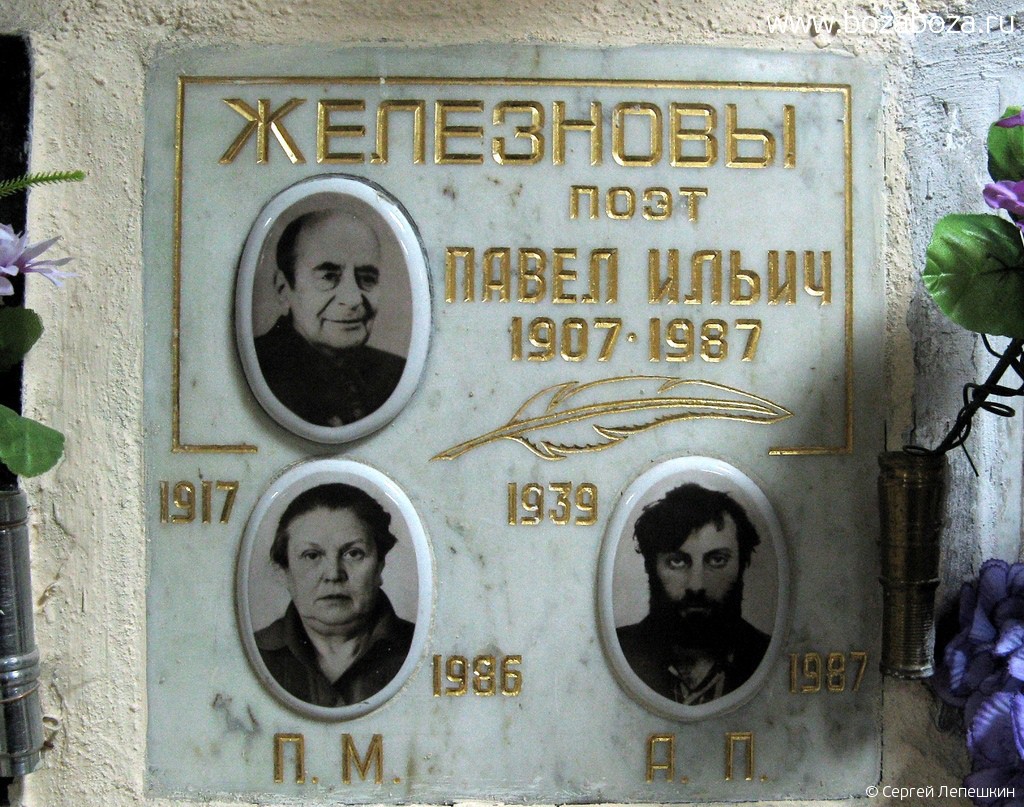 www.bozaboza.ru
ЖЕЛЕЗНОВЫ
ПОЭТ
ПАВЕЛ ИЛЬИЧ
1907·1987
1917
1986
П. М.
1939
1987
А. П.
© Сергей Лепешкин